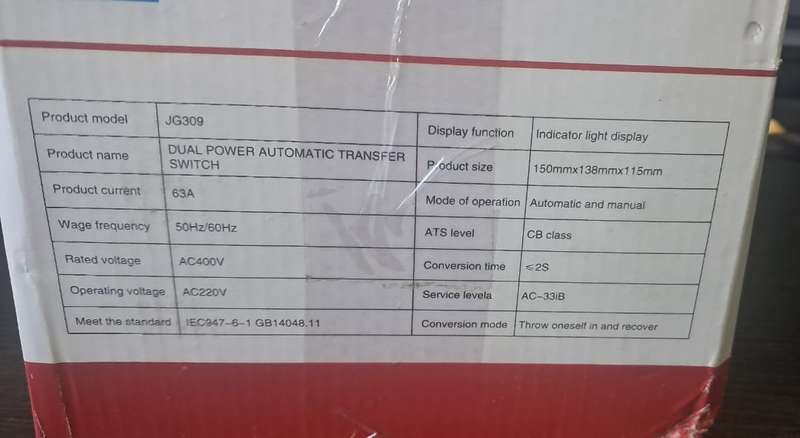 Product model JG309
Product name DUAL POWER AUTOMATIC TRANSFER
SWITCH
Product current 63A
Wage frequency 50Hz/60Hz
Rated voltage AC400V
Operating voltage AC220V
Meet the standard IEC947-6-1 GB14048.11
Display function Indicator light display
Product size 150mmx138mmx115mm
Mode of operation Automatic and manual
ATS level CB class
Conversion time ≤2S
Service levela AC-33iB
Conversion mode Throw oneself in and recover